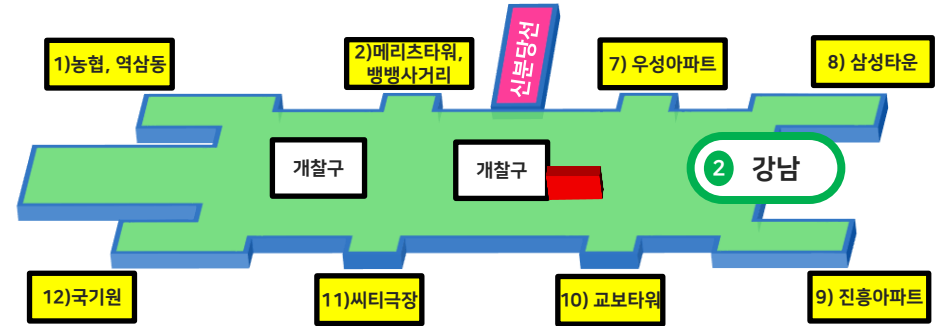 1)농협, 역삼동
2)메리츠타워,
뱅뱅사거리
신분당선
7) 우성아파트
8) 삼성타운
개찰구
개찰구
2 강남
12)국기원
11)씨티극장
10) 교보타워
9) 진흥아파트